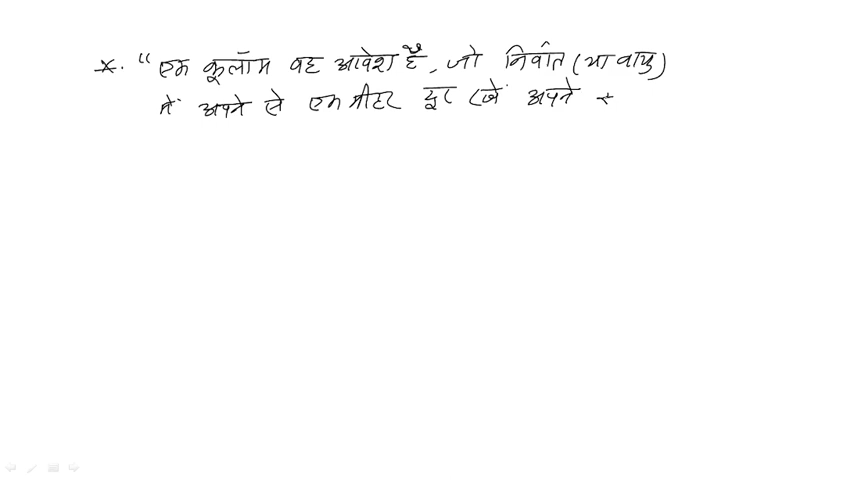 *. "एक कूलॉम वह आवेश है, जो निर्वात (या वायु)
में अपने से एक मीटर दूर रखे अपने स